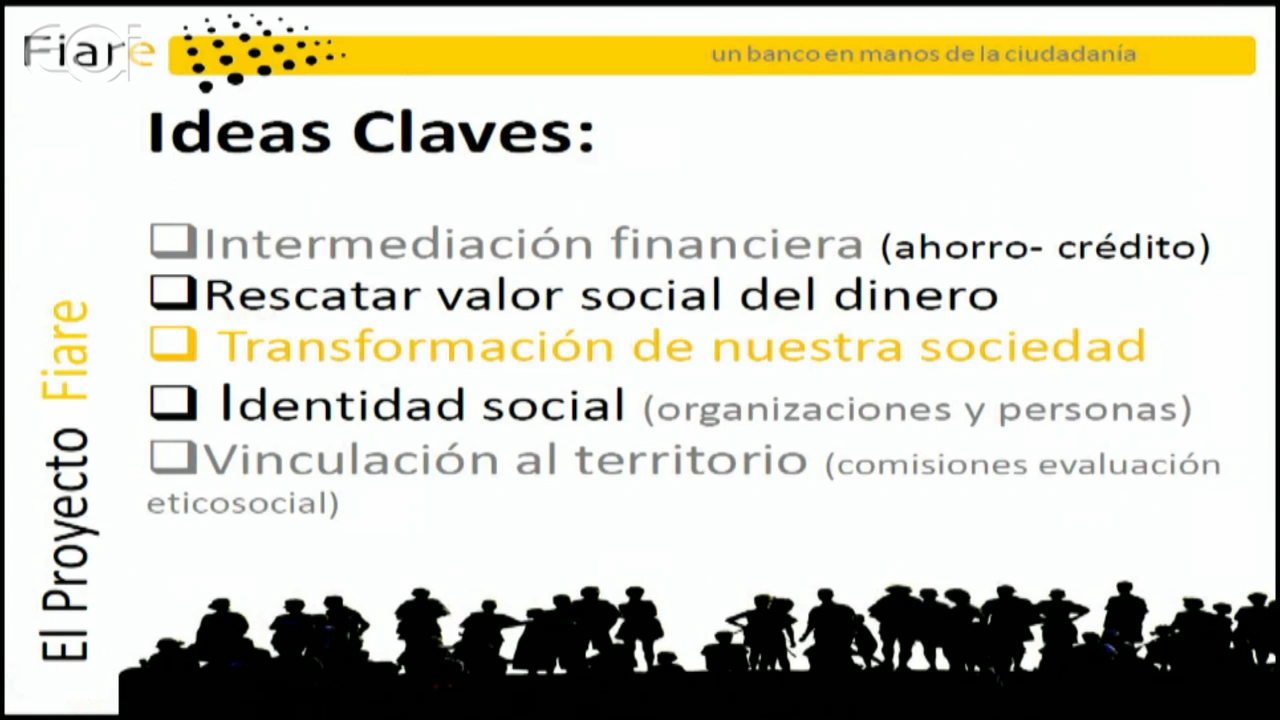 Fiare
un banco en manos de la ciudadanía
Ideas Claves:
Intermediación financiera (ahorro- crédito)
Rescatar valor social del dinero
Transformación de nuestra sociedad
Identidad social (organizaciones y personas)
Vinculación al territorio (comisiones evaluación
eticosocial)
El Proyecto Fiare